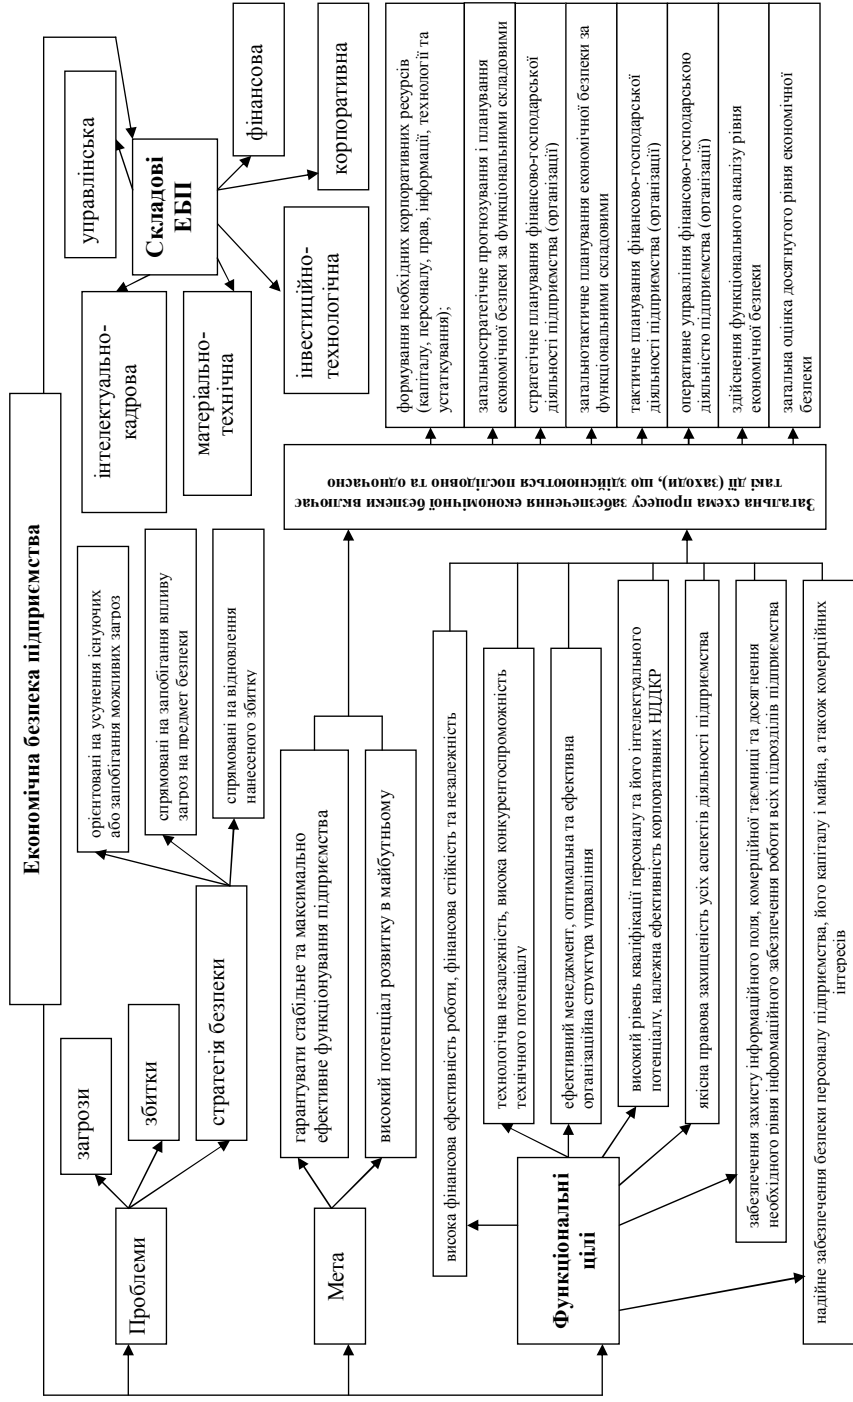 Економічна безпека підприємства
Проблеми
загрози
збитки
стратегія безпеки
орієнтовані на усунення існуючих
або запобігання можливих загроз
спрямовані на запобігання впливу
загроз на предмет безпеки
спрямовані на відновлення
нанесеного збитку
Складові
ЕБП
інтелектуально-
кадрова
управлінська
матеріально-
технічна
фінансова
інвестиційно-
технологічна
корпоративна
Мета
гарантувати стабільне та максимально
ефективне функціонування підприємства
високий потенціал розвитку в майбутньому
Функціональні
цілі
висока фінансова ефективність роботи, фінансова стійкість та незалежність
технологічна незалежність, висока конкурентоспроможність
технічного потенціалу
ефективний менеджмент, оптимальна та ефективна
організаційна структура управління
високий рівень кваліфікації персоналу та його інтелектуального
потенціалу, належна ефективність корпоративних НДДКР
якісна правова захищеність усіх аспектів діяльності підприємства
забезпечення захисту інформаційного поля, комерційної таємниці та досягнення
необхідного рівня інформаційного забезпечення роботи всіх підрозділів підприємства
надійне забезпечення безпеки персоналу підприємства, його капіталу і майна, а також комерційних
інтересів
Загальна схема процесу забезпечення економічної безпеки включає
такі дії (заходи), що здійснюються послідовно та одночасно
формування необхідних корпоративних ресурсів
(капіталу, персоналу, прав, інформації, технології та
устаткування);
загальностратегічне прогнозування і планування
економічної безпеки за функціональними складовими
стратегічне планування фінансово-господарської
діяльності підприємства (організації)
загальнотактичне планування економічної безпеки за
функціональними складовими
тактичне планування фінансово-господарської
діяльності підприємства (організації)
оперативне управління фінансово-господарською
діяльністю підприємства (організації)
здійснення функціонального аналізу рівня
економічної безпеки
загальна оцінка досягнутого рівня економічної
безпеки